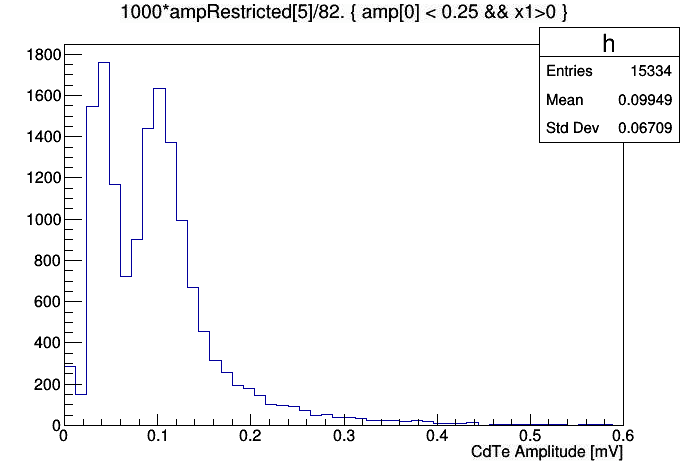 1000*ampRestricted[5]/82. { amp[0] < 0.25 && x1>0 }
h
Entries 15334
Mean 0.09949
Std Dev 0.06709
1800
1600
1400
1200
1000
800
600
400
200
0
0 0.1 0.2 0.3 0.4 0.5 0.6
CdTe Amplitude [mV]